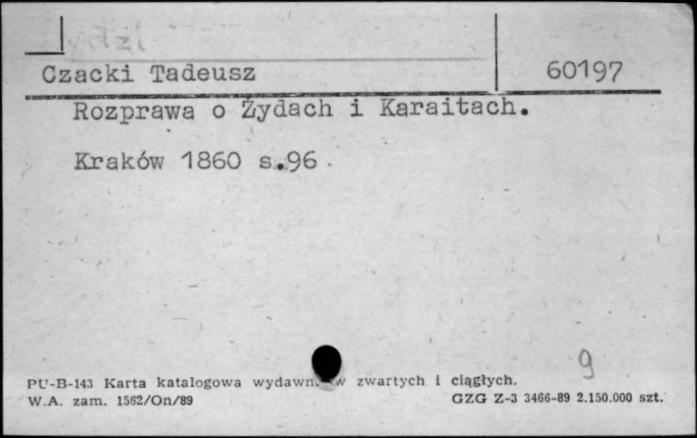 Czacki Tadeusz 60197
Rozprawa o Żydach i Karaitach.
Kraków 1860 s.96
9
PU-B-143 Karta katalogowa wydawn. w zwartych i ciągłych.
W.A. zam. 1562/On/89 GZG Z-3 3466-89 2.150.000 szt.